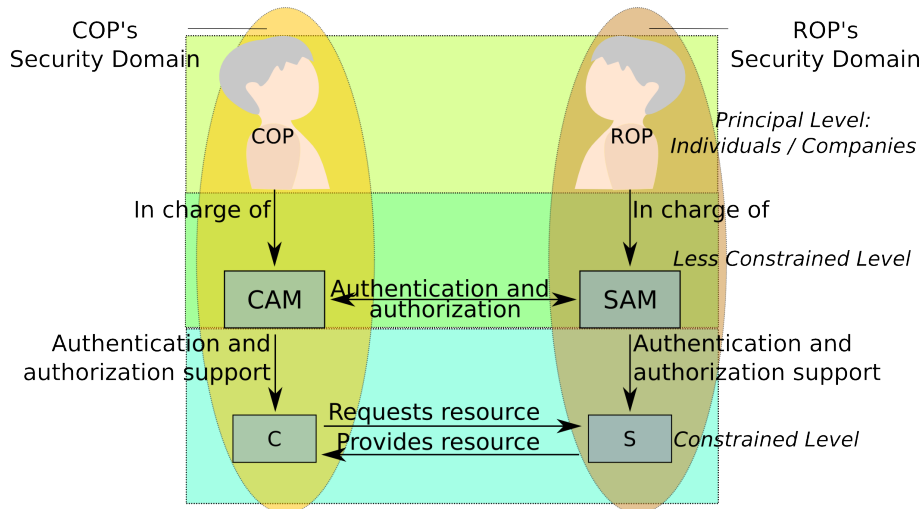 COP's
Security Domain
ROP's
Security Domain
COP
ROP
Principal Level:
Individuals / Companies
In charge of
In charge of
Less Constrained Level
CAM
Authentication and
authorization
SAM
Authentication and
authorization support
Authentication and
authorization support
Requests resource
C
Provides resource
S
Constrained Level